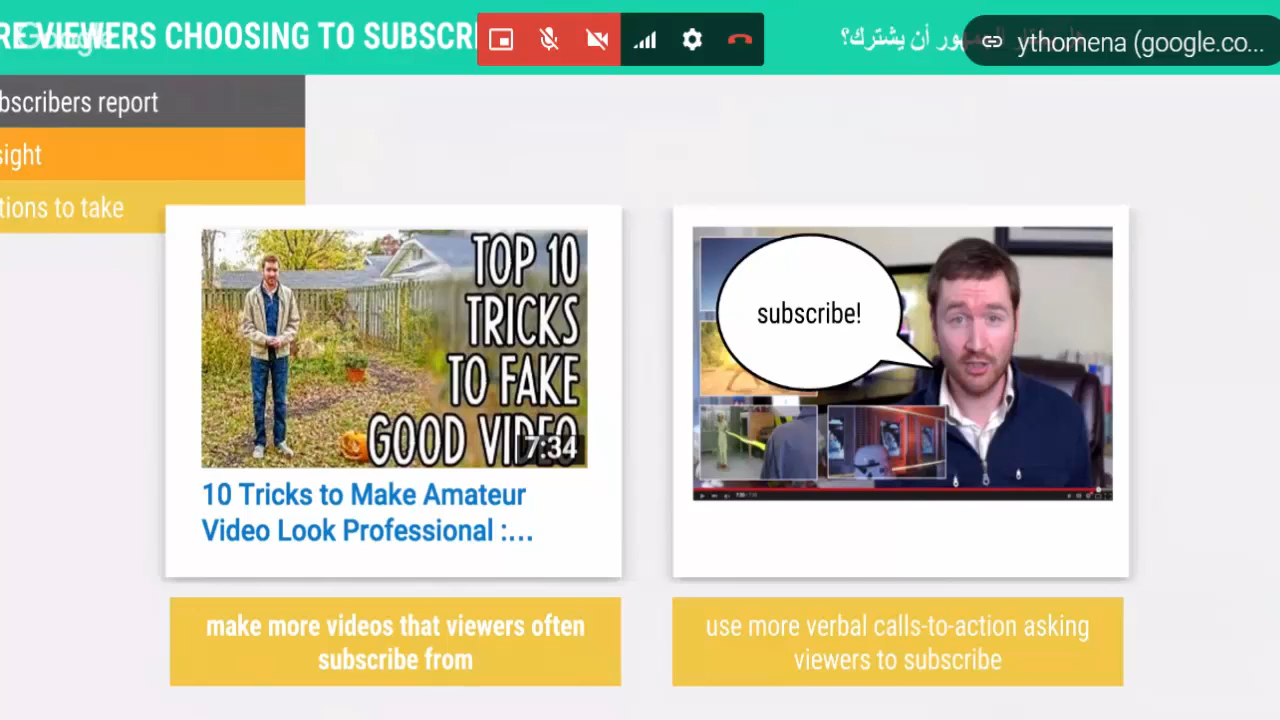 RE VIEWERS CHOOSING TO SUBSCRI
Google
أن يشترك؟
ythomena (google.co...
bscribers report
sight
tions to take
TOP 10
TRICKS
TO FAKE
GOOD VIDEO
7:34
10 Tricks to Make Amateur
Video Look Professional :...
subscribe!
make more videos that viewers often
subscribe from
use more verbal calls-to-action asking
viewers to subscribe